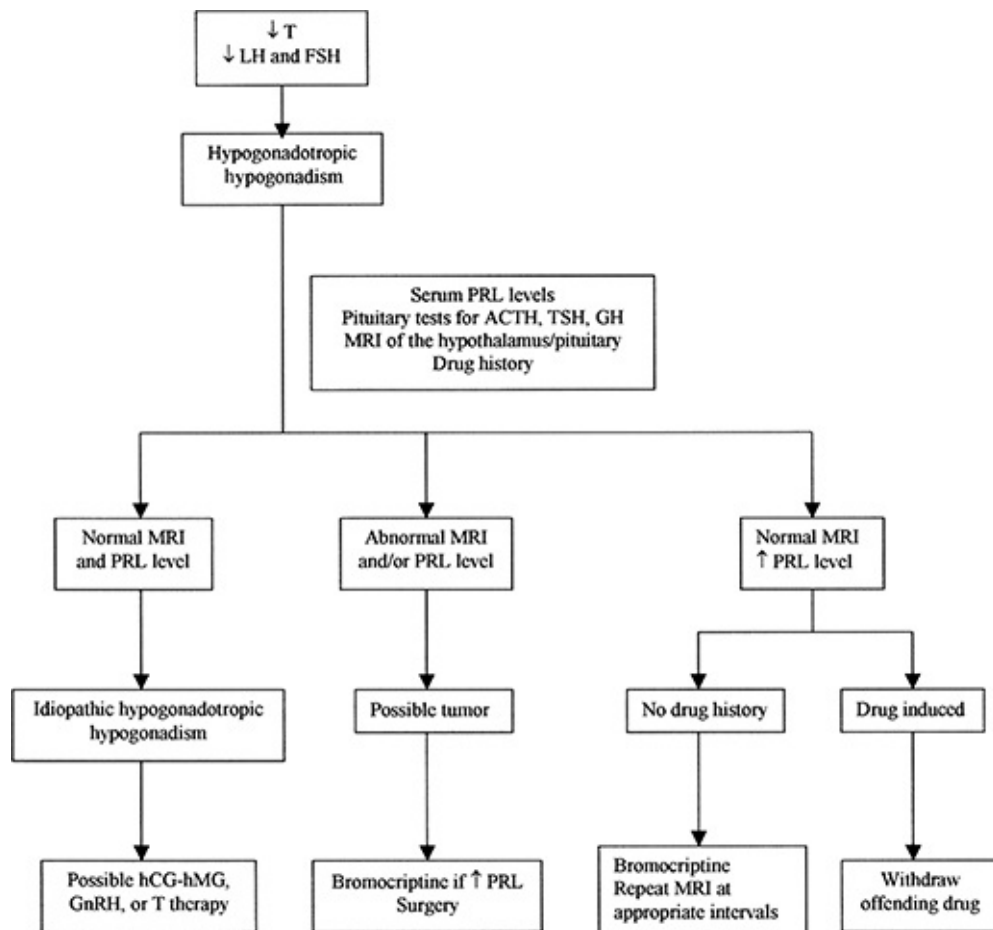 ↓ T
↓ LH and FSH
Hypogonadotropic
hypogonadism
Serum PRL levels
Pituitary tests for ACTH, TSH, GH
MRI of the hypothalamus/pituitary
Drug history
Normal MRI
and PRL level
Abnormal MRI
and/or PRL level
Normal MRI
↑ PRL level
Idiopathic hypogonadotropic
hypogonadism
Possible tumor
No drug history
Drug induced
Possible hCG-hMG,
GnRH, or T therapy
Bromocriptine if ↑ PRL
Surgery
Bromocriptine
Repeat MRI at
appropriate intervals
Withdraw
offending drug